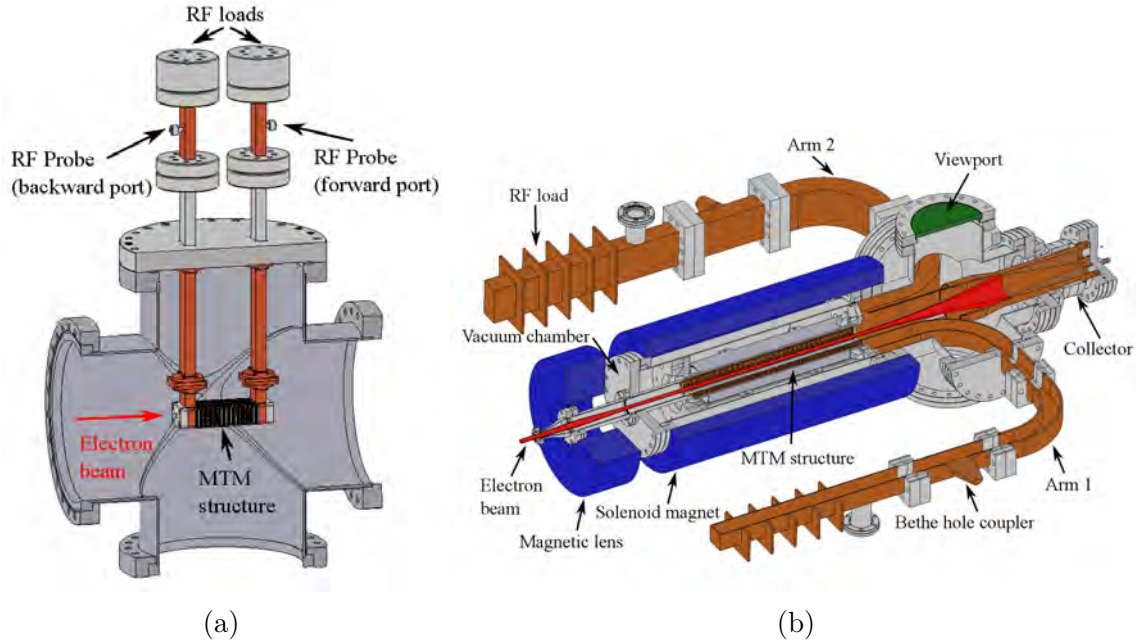 RF loads
RF Probe
(backward port)
RF Probe
(forward port)
Electron
beam
MTM
structure
(a)
Arm 2
Viewport
RF load
Vacuum chamber
Collector
MTM structure
Electron
beam
Solenoid magnet
Magnetic lens
Arm 1
Bethe hole coupler
(b)